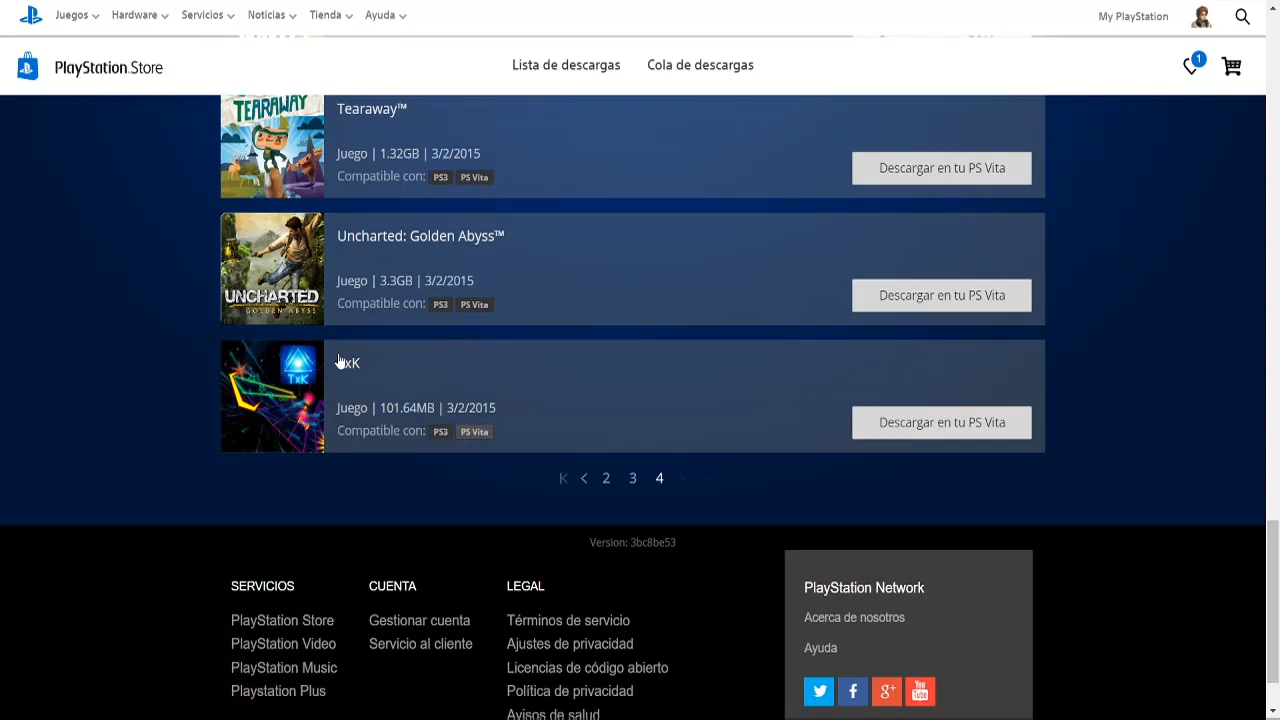 Juegos Hardware Servicios Noticias Tienda Ayuda My PlayStation
PlayStation Store Lista de descargas Cola de descargas 1
TEARAWAY
Tearaway™
Juego | 1.32GB | 3/2/2015
Compatible con: PS3 PS Vita
Descargar en tu PS Vita
Uncharted: Golden Abyss™
UNCHARTED
GOLDEN ABYSS
Juego | 3.3GB | 3/2/2015
Compatible con: PS3 PS Vita
Descargar en tu PS Vita
TxK
TxK
Juego | 101.64MB | 3/2/2015
Compatible con: PS3 PS Vita
Descargar en tu PS Vita
2 3 4
Version: 3bc8be53
SERVICIOS
PlayStation Store
PlayStation Video
PlayStation Music
Playstation Plus
CUENTA
Gestionar cuenta
Servicio al cliente
LEGAL
Términos de servicio
Ajustes de privacidad
Licencias de código abierto
Política de privacidad
Avisos de salud
PlayStation Network
Acerca de nosotros
Ayuda
f
g+
You Tube